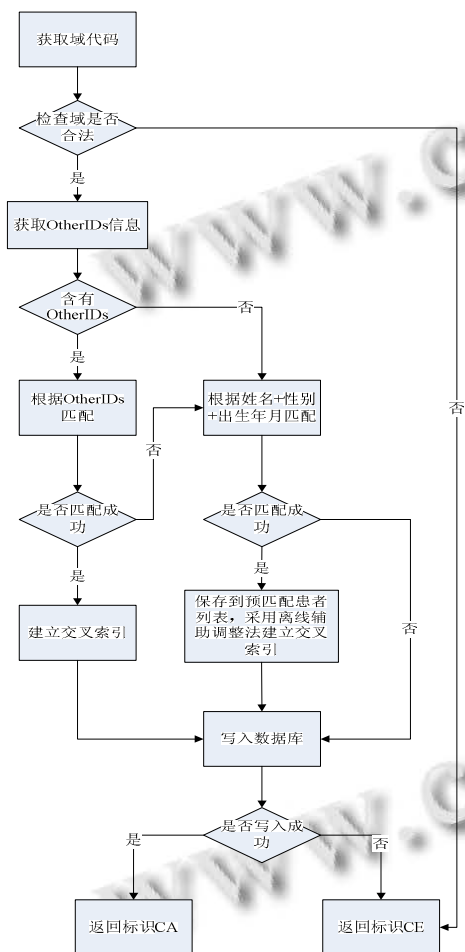 获取域代码
检查域是否
合法
是
获取OtherIDs信息
含有
OtherIDs
否
是
根据OtherIDs
匹配
根据姓名+性别
+出生年月匹配
否
否
是否匹配成
功
是否匹配成
功
是
是
建立交叉索引
保存到预匹配患者
列表，采用离线辅
助调整法建立交叉
索引
否
写入数据库
是否写入成
功
是
否
返回标识CA
返回标识CE
www.c
www.c